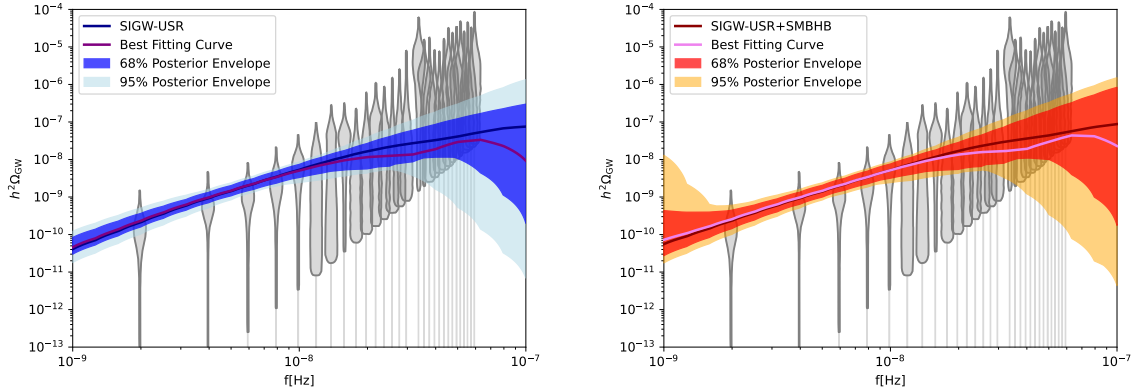 SIGW-USR
Best Fitting Curve
68% Posterior Envelope
95% Posterior Envelope
10⁻⁴
10⁻⁵
10⁻⁶
10⁻⁷
10⁻⁸
10⁻⁹
10⁻¹⁰
10⁻¹¹
10⁻¹²
10⁻¹³
h²Ω_GW
10⁻⁹
10⁻⁸
10⁻⁷
f[Hz]
SIGW-USR+SMBHB
Best Fitting Curve
68% Posterior Envelope
95% Posterior Envelope
10⁻⁴
10⁻⁵
10⁻⁶
10⁻⁷
10⁻⁸
10⁻⁹
10⁻¹⁰
10⁻¹¹
10⁻¹²
10⁻¹³
h²Ω_GW
10⁻⁹
10⁻⁸
10⁻⁷
f[Hz]